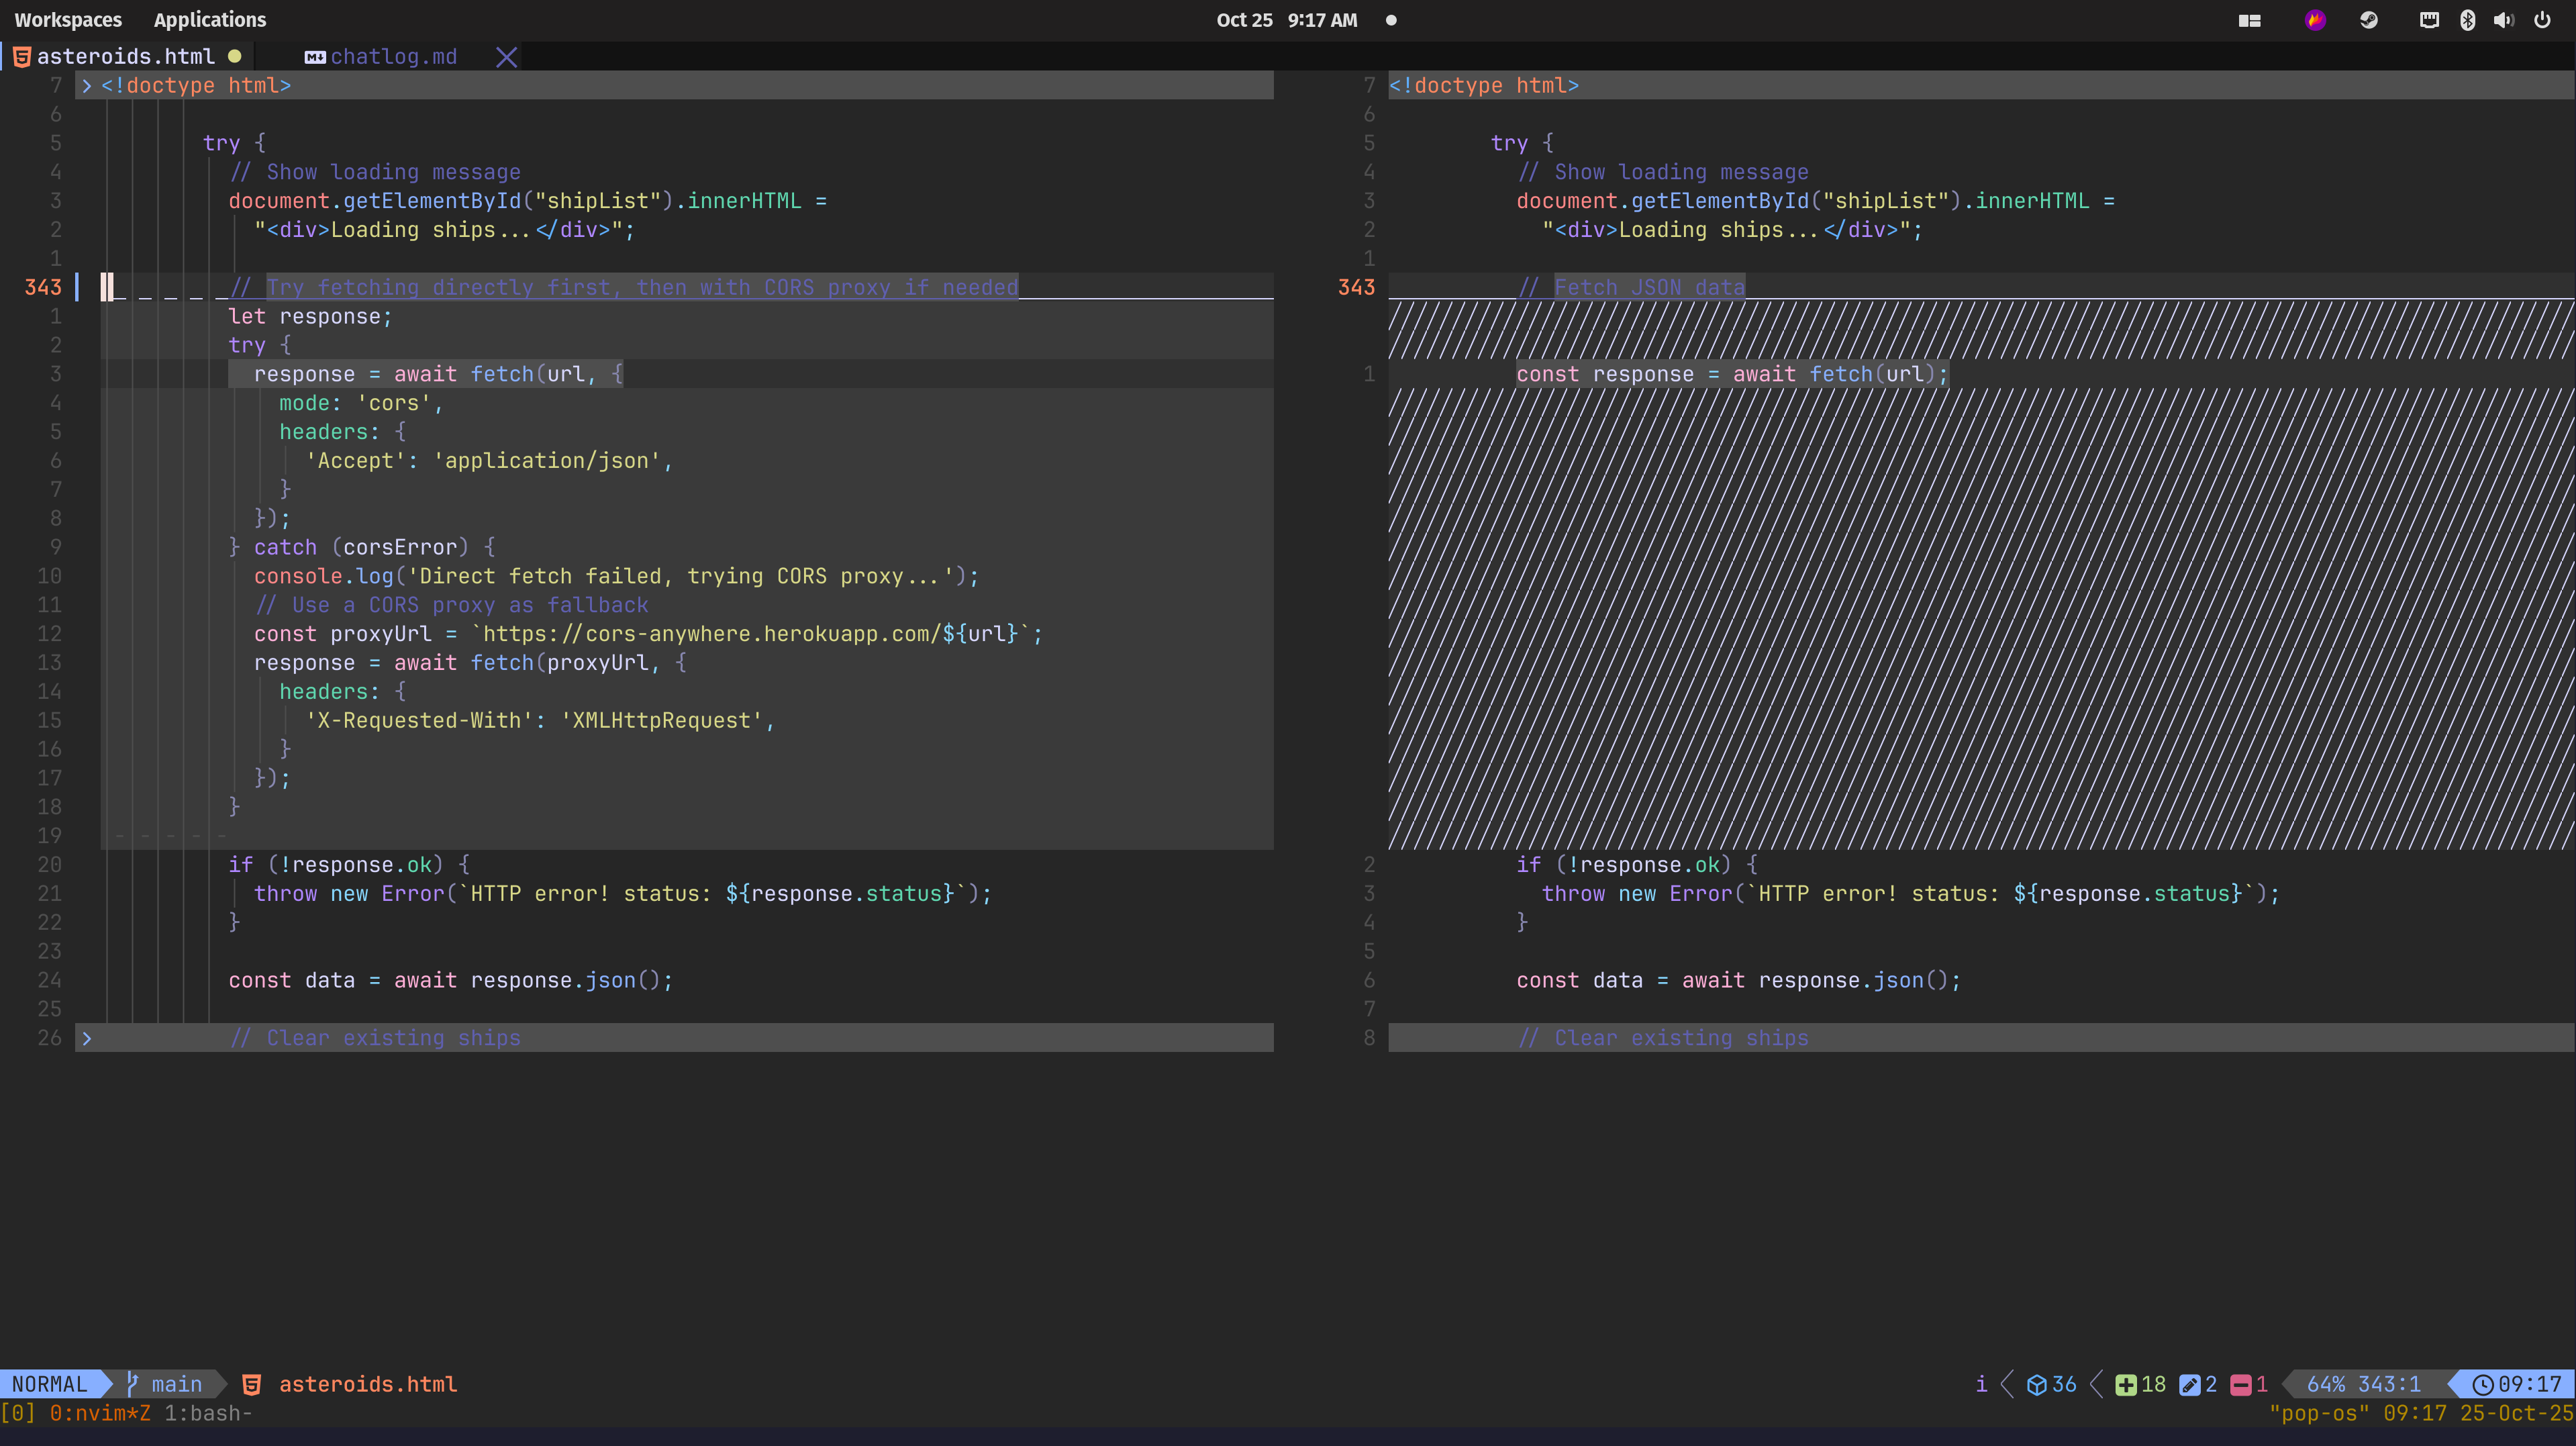 Workspaces Applications Oct 25 9:17 AM
asteroids.html chatlog.md
7 <!doctype html>
6
5 try {
4 // Show loading message
3 document.getElementById("shipList").innerHTML =
2 "<div>Loading ships...</div>";
1
343 // Try fetching directly first, then with CORS proxy if needed
1 let response;
2 try {
3 response = await fetch(url, {
4 mode: 'cors',
5 headers: {
6 'Accept': 'application/json',
7 }
8 });
9 } catch (corsError) {
10 console.log('Direct fetch failed, trying CORS proxy...');
11 // Use a CORS proxy as fallback
12 const proxyUrl = `https://cors-anywhere.herokuapp.com/${url}`;
13 response = await fetch(proxyUrl, {
14 headers: {
15 'X-Requested-With': 'XMLHttpRequest',
16 }
17 });
18 }
19
20 if (!response.ok) {
21 throw new Error(`HTTP error! status: ${response.status}`);
22 }
23
24 const data = await response.json();
25
26 // Clear existing ships
7 <!doctype html>
6
5 try {
4 // Show loading message
3 document.getElementById("shipList").innerHTML =
2 "<div>Loading ships...</div>";
1
343 // Fetch JSON data
1 const response = await fetch(url);
2 if (!response.ok) {
3 throw new Error(`HTTP error! status: ${response.status}`);
4 }
5
6 const data = await response.json();
7
8 // Clear existing ships
NORMAL main asteroids.html i 36 18 2 1 64% 343:1 09:17
[0] 0:nvim*Z 1:bash- "pop-os" 09:17 25-Oct-25